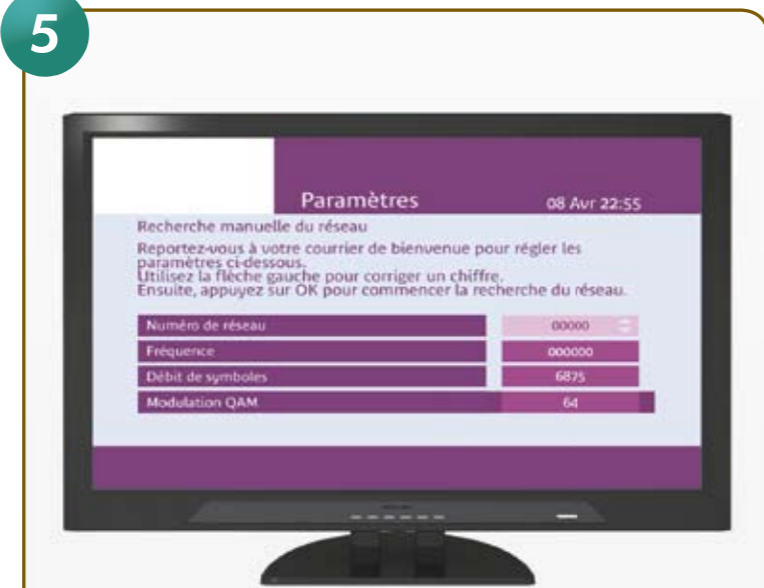 5
Paramètres 08 Avr 22:55
Recherche manuelle du réseau
Reportez-vous à votre courrier de bienvenue pour régler les
paramètres ci-dessous.
Utilisez la flèche gauche pour corriger un chiffre.
Ensuite, appuyez sur OK pour commencer la recherche du réseau.
Numéro de réseau 00000
Fréquence 000000
Débit de symboles 6875
Modulation QAM 64